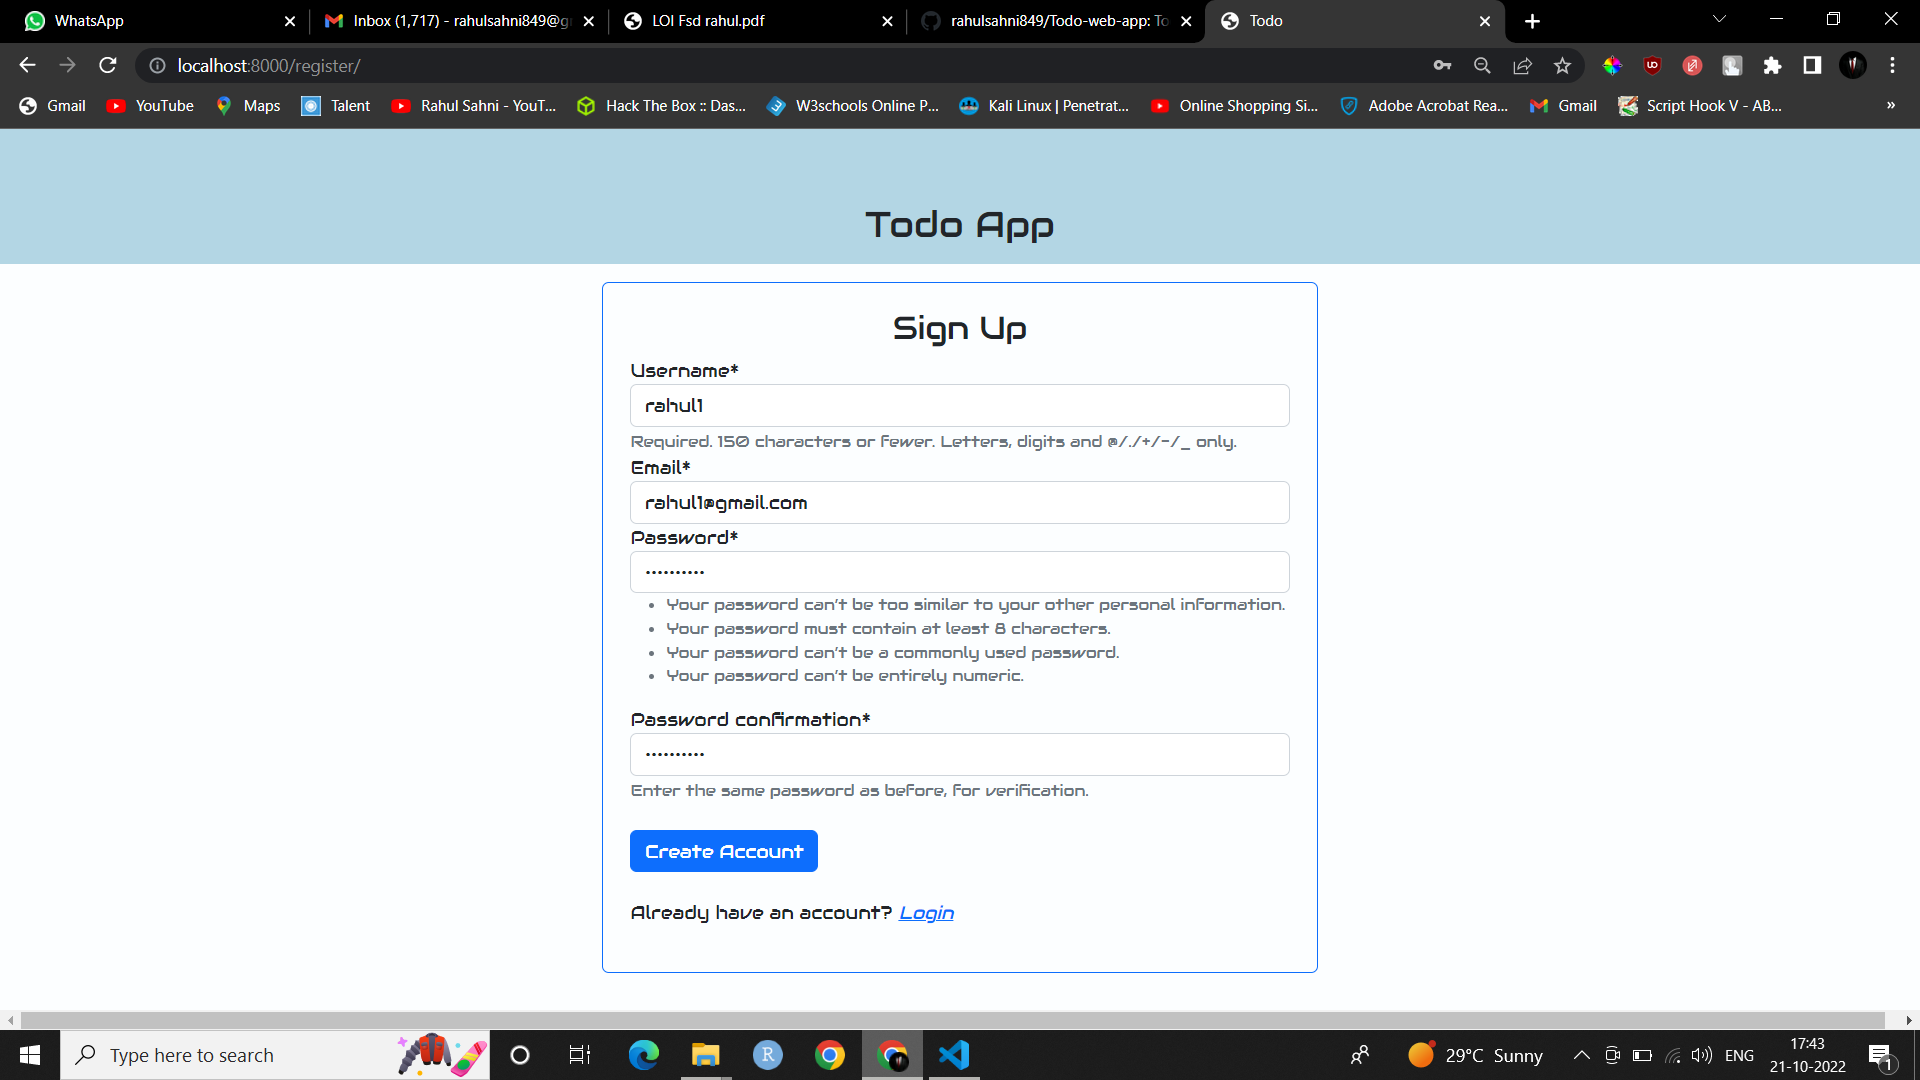 WhatsApp
Inbox (1,717) - rahulsahni849@g
LOI Fsd rahul.pdf
rahulsahni849/Todo-web-app: To
Todo
localhost:8000/register/
Gmail
YouTube
Maps
Talent
Rahul Sahni - YouT...
Hack The Box :: Das...
W3schools Online P...
Kali Linux | Penetrat...
Online Shopping Si...
Adobe Acrobat Rea...
Gmail
Script Hook V - AB...
»
Todo App
Sign Up
Username*
rahul1
Required. 150 characters or fewer. Letters, digits and @/./+/-/_ only.
Email*
rahul1@gmail.com
Password*
••••••••••
• Your password can't be too similar to your other personal information.
• Your password must contain at least 8 characters.
• Your password can't be a commonly used password.
• Your password can't be entirely numeric.
Password confirmation*
••••••••••
Enter the same password as before, for verification.
Create Account
Already have an account? Login
Type here to search
R
29°C Sunny
ENG
17:43
21-10-2022
1